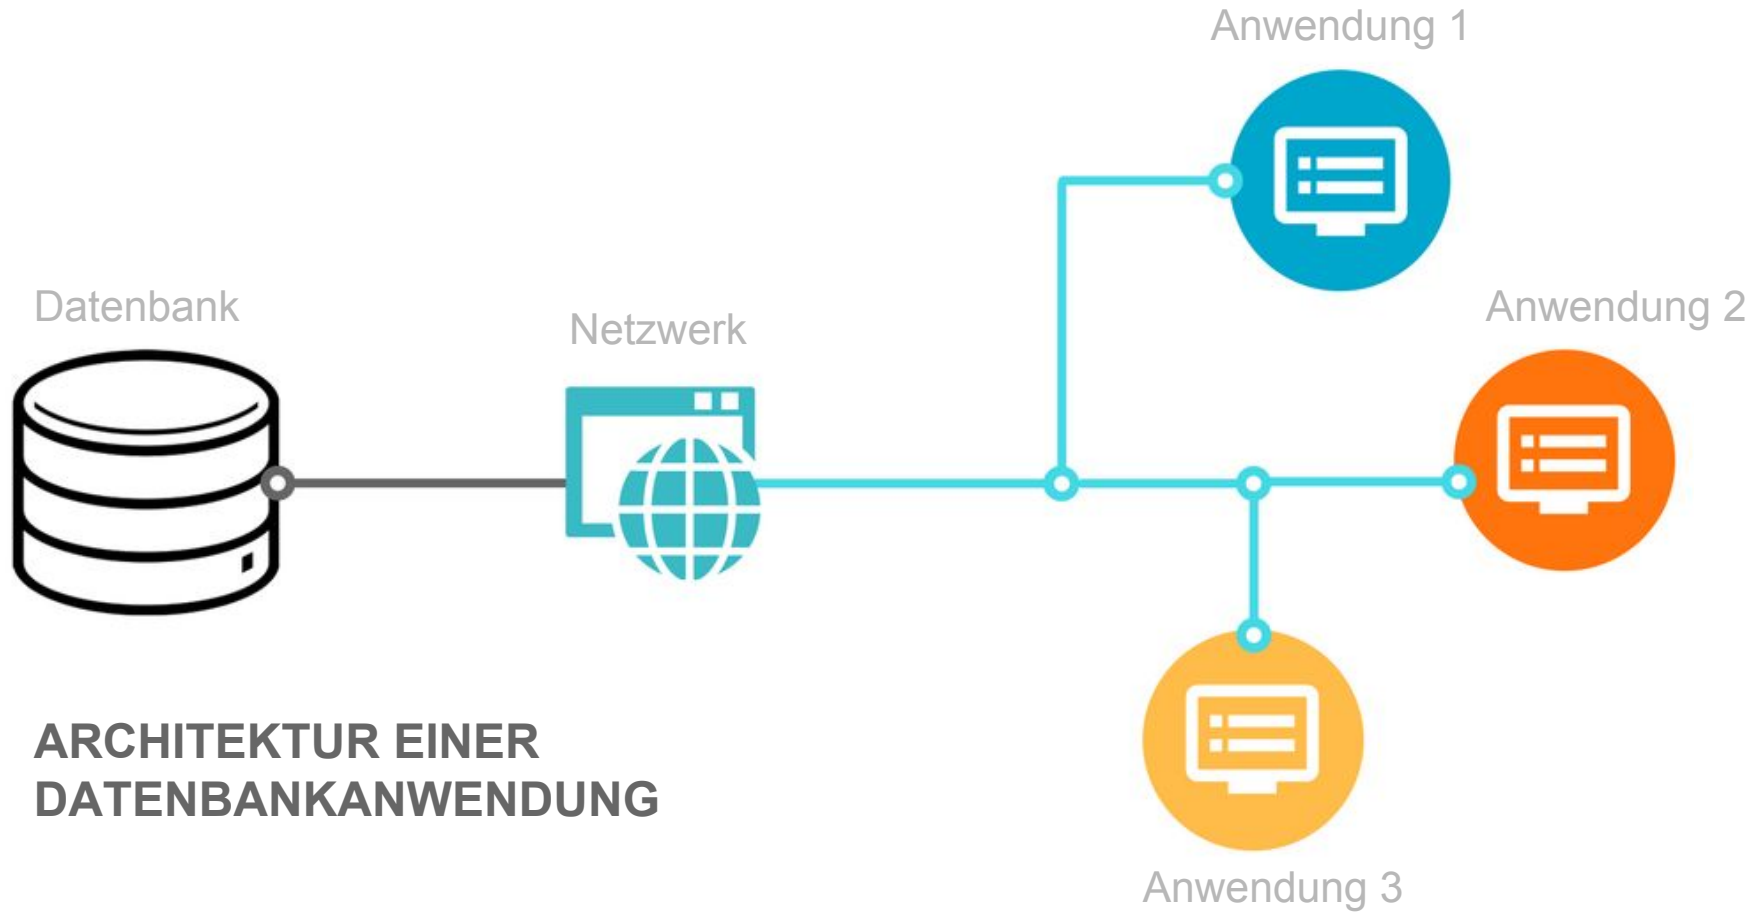 Anwendung 1
Datenbank
Netzwerk
Anwendung 2
ARCHITEKTUR EINER
DATENBANKANWENDUNG
Anwendung 3